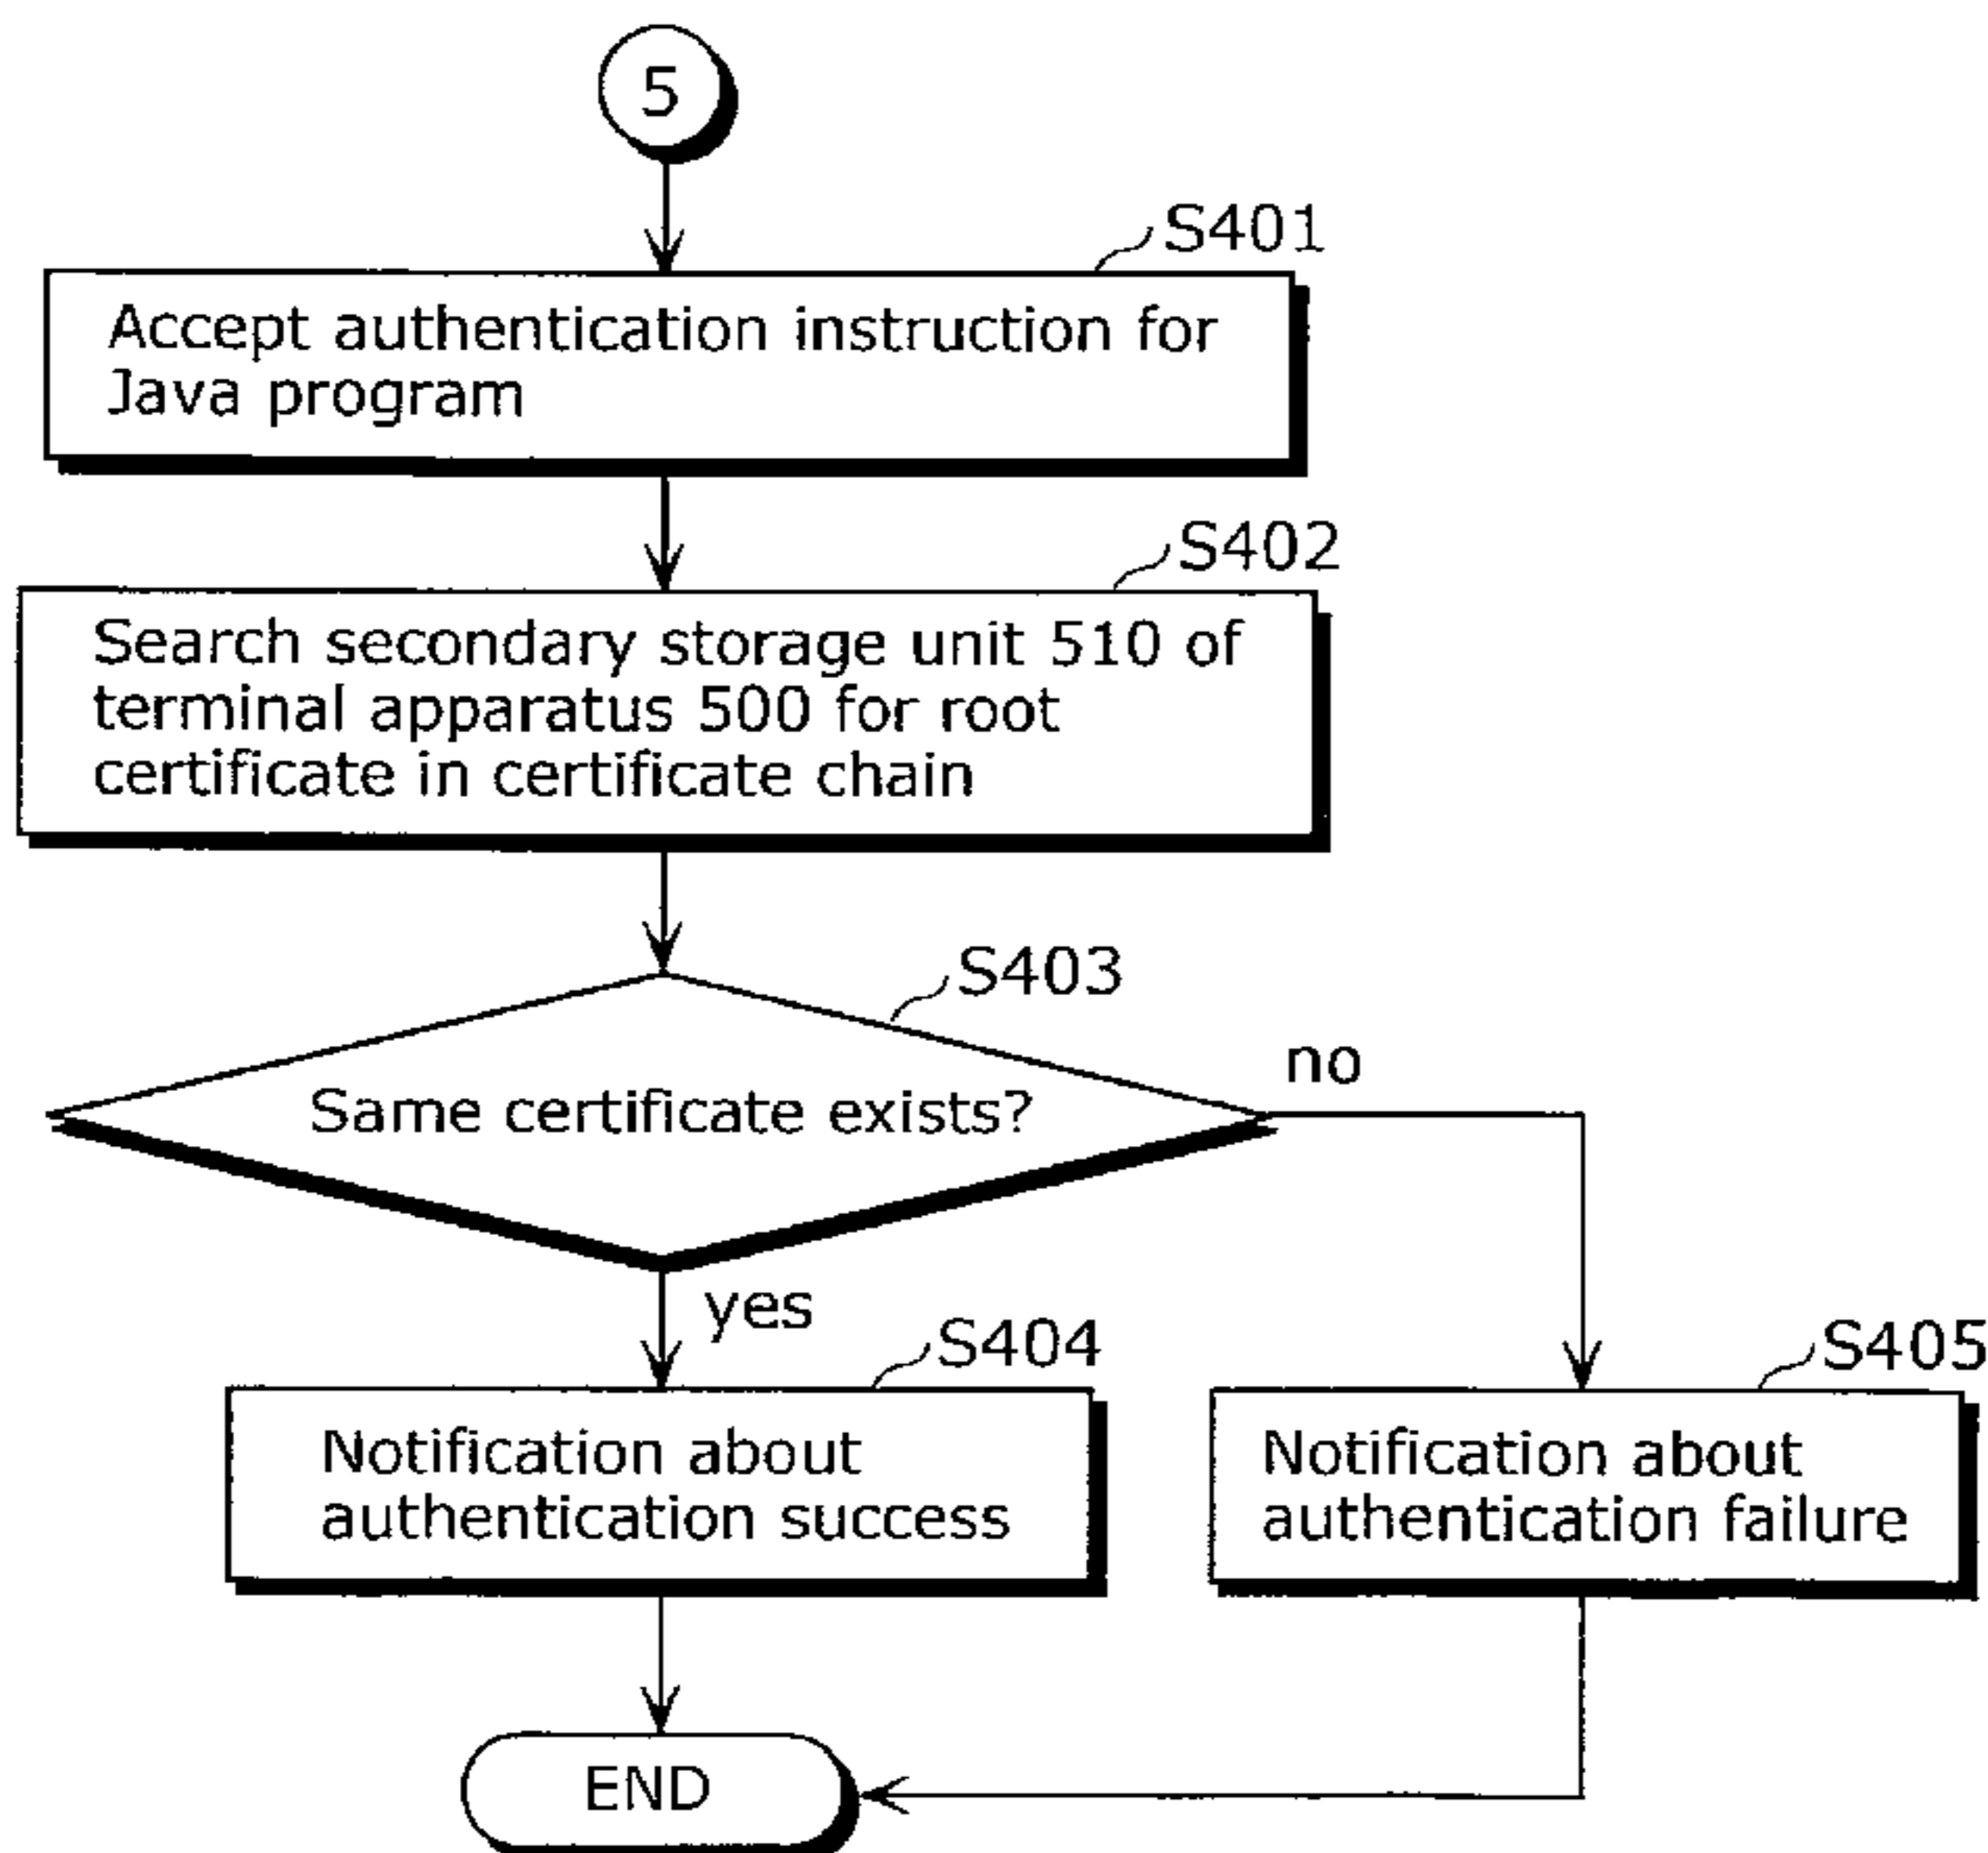 5
S401
Accept authentication instruction for
Java program
S402
Search secondary storage unit 510 of
terminal apparatus 500 for root
certificate in certificate chain
S403
Same certificate exists?
no
yes
S404
Notification about
authentication success
S405
Notification about
authentication failure
END